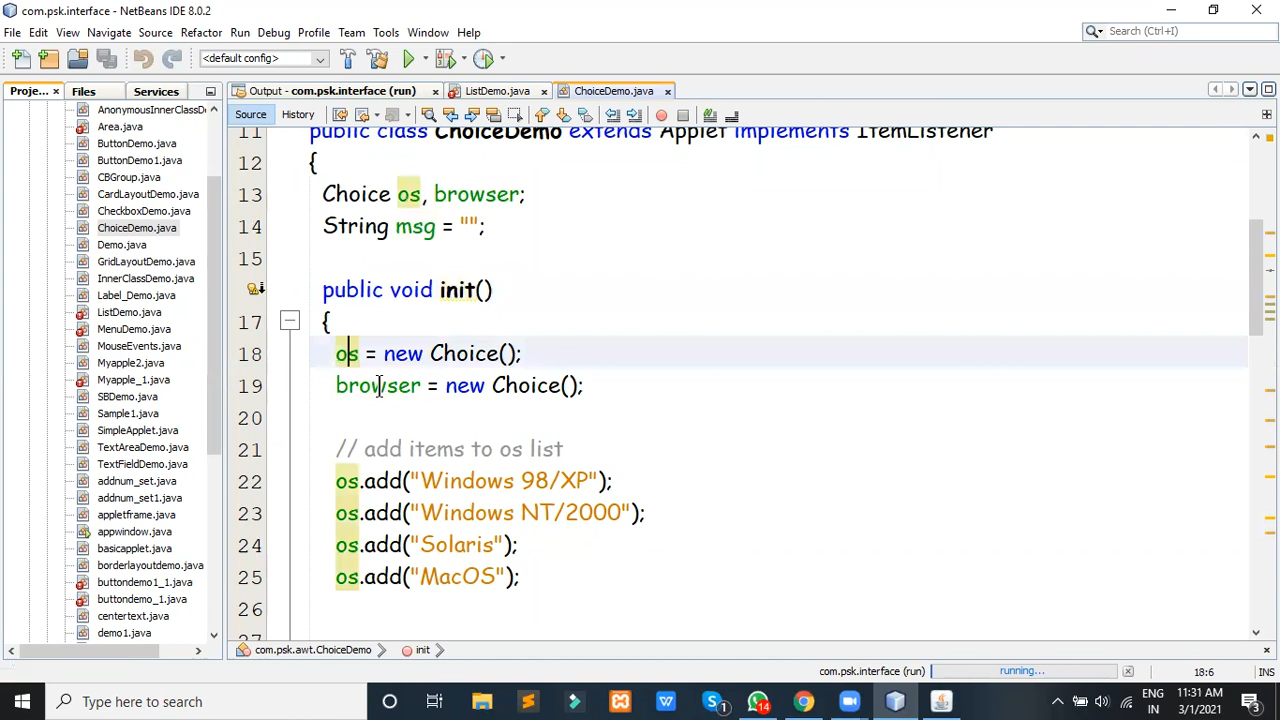 com.psk.interface - NetBeans IDE 8.0.2
File Edit View Navigate Source Refactor Run Debug Profile Team Tools Window Help
Search (Ctrl+I)
<default config>
Proje... Files Services
Output - com.psk.interface (run) ListDemo.java ChoiceDemo.java
Source History
AnonymousInnerClassD
Area.java
ButtonDemo.java
ButtonDemo1.java
CBGroup.java
CardLayoutDemo.java
CheckboxDemo.java
ChoiceDemo.java
Demo.java
GridLayoutDemo.java
InnerClassDemo.java
Label_Demo.java
ListDemo.java
MenuDemo.java
MouseEvents.java
Myapple2.java
Myapple_1.java
SBDemo.java
Sample1.java
SimpleApplet.java
TextAreaDemo.java
TextFieldDemo.java
addnum_set1.java
addnum_set1.java
appletframe.java
appwindow.java
basicapplet.java
borderlayoutdemo.java
buttondemo1_1.java
buttondemo_1.java
centertext.java
demo1.java
11 public class ChoiceDemo extends Applet implements ItemListener
12 {
13 Choice os, browser;
14 String msg = "";
15
public void init()
17 {
18 os = new Choice();
19 browser = new Choice();
20
21 // add items to os list
22 os.add("Windows 98/XP");
23 os.add("Windows NT/2000");
24 os.add("Solaris");
25 os.add("MacOS");
26
com.psk.awt.ChoiceDemo init
com.psk.interface (run) running... 18:6 INS
Type here to search
1
14
ENG
IN
11:31 AM
3/1/2021
3